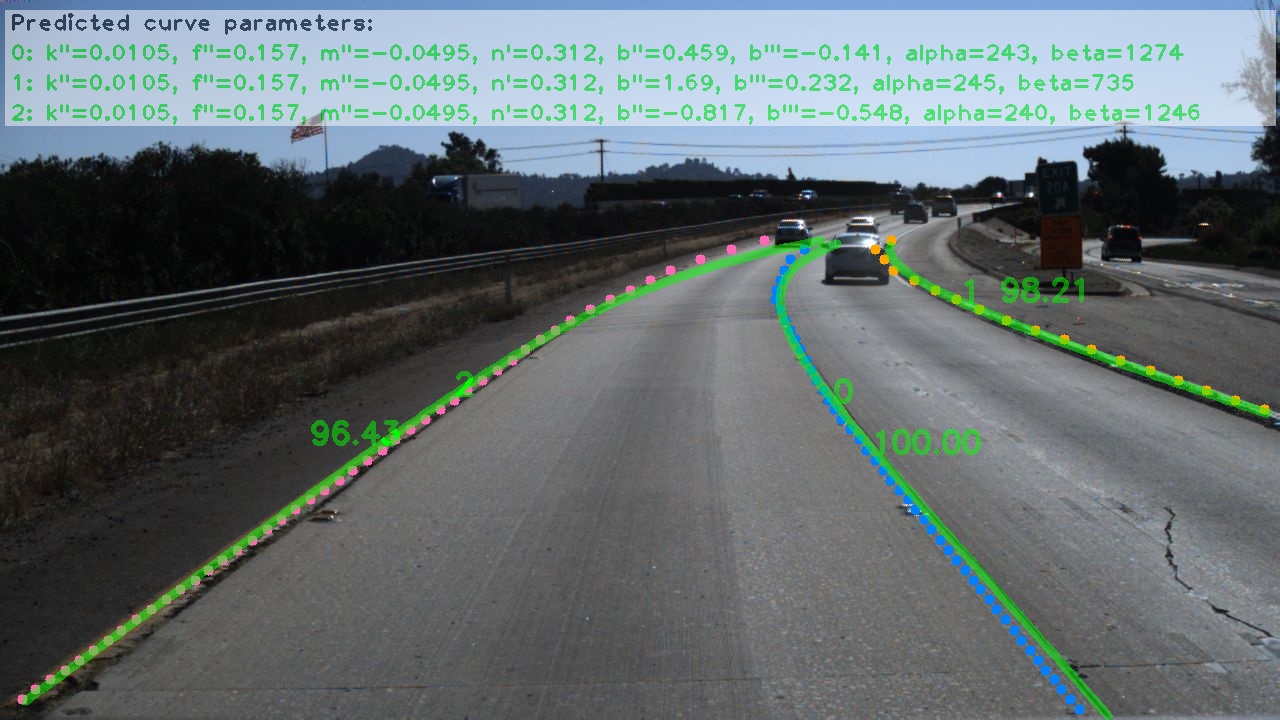 Predicted curve parameters:
0: k''=0.0105, f''=0.157, m''=-0.0495, n'=0.312, b''=0.459, b'''=-0.141, alpha=243, beta=1274
1: k''=0.0105, f''=0.157, m''=-0.0495, n'=0.312, b''=1.69, b'''=0.232, alpha=245, beta=735
2: k''=0.0105, f''=0.157, m''=-0.0495, n'=0.312, b''=-0.817, b'''=-0.548, alpha=240, beta=1246
EXIT
20A
1 98.21
2
0
96.43
100.00